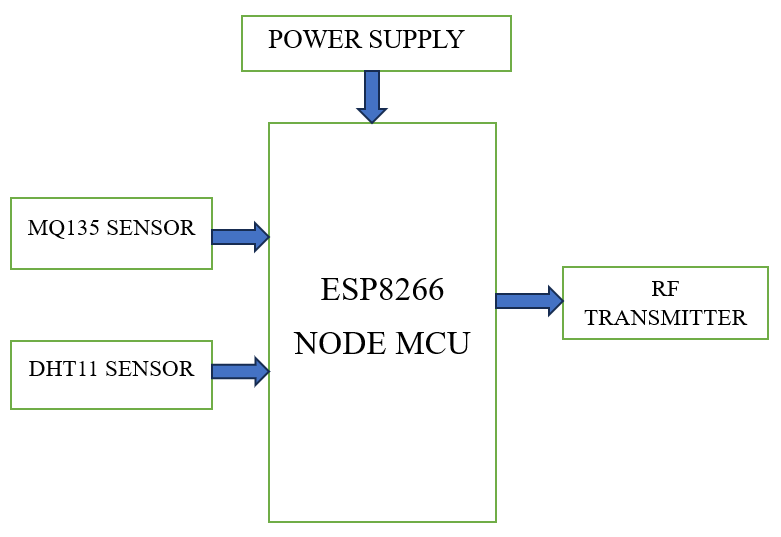 POWER SUPPLY
MQ135 SENSOR
DHT11 SENSOR
ESP8266
NODE MCU
RF
TRANSMITTER